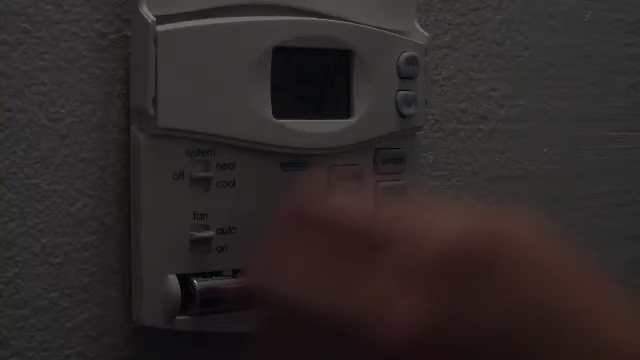 system
heat
off
cool
fan
auto
on